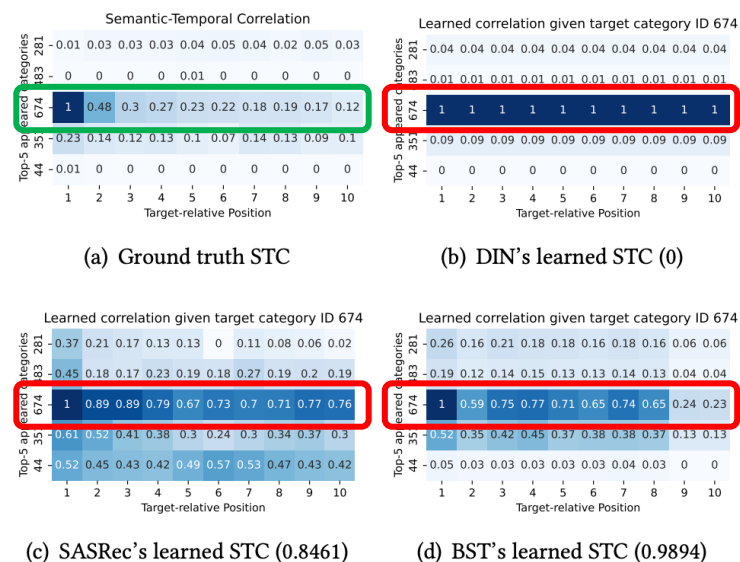 Semantic-Temporal Correlation
Top-5 appeared categories
281 0.01 0.03 0.03 0.03 0.04 0.05 0.04 0.02 0.05 0.03
483 0 0 0 0 0.01 0 0 0 0 0
674 1 0.48 0.3 0.27 0.23 0.22 0.18 0.19 0.17 0.12
35 0.23 0.14 0.12 0.13 0.1 0.07 0.14 0.13 0.09 0.1
44 0.01 0 0 0 0 0 0 0 0 0
1 2 3 4 5 6 7 8 9 10
Target-relative Position
(a) Ground truth STC
Learned correlation given target category ID 674
Top-5 appeared categories
281 0.04 0.04 0.04 0.04 0.04 0.04 0.04 0.04 0.04 0.04
483 0.01 0.01 0.01 0.01 0.01 0.01 0.01 0.01 0.01 0.01
674 1 1 1 1 1 1 1 1 1 1
351 0.09 0.09 0.09 0.09 0.09 0.09 0.09 0.09 0.09 0.09
44 0 0 0 0 0 0 0 0 0 0
1 2 3 4 5 6 7 8 9 10
Target-relative Position
(b) DIN's learned STC (0)
Learned correlation given target category ID 674
Top-5 appeared categories
281 0.37 0.21 0.17 0.13 0.13 0 0.11 0.08 0.06 0.02
483 0.45 0.18 0.17 0.23 0.19 0.18 0.27 0.19 0.2 0.19
674 1 0.89 0.89 0.79 0.67 0.73 0.7 0.71 0.77 0.76
35 0.61 0.52 0.41 0.38 0.3 0.24 0.3 0.34 0.37 0.3
44 0.52 0.45 0.43 0.42 0.49 0.57 0.53 0.47 0.43 0.42
1 2 3 4 5 6 7 8 9 10
Target-relative Position
(c) SASRec's learned STC (0.8461)
Learned correlation given target category ID 674
Top-5 appeared categories
281 0.26 0.16 0.21 0.18 0.18 0.16 0.18 0.16 0.06 0.06
483 0.19 0.12 0.14 0.15 0.13 0.13 0.14 0.13 0.04 0.04
674 1 0.59 0.75 0.77 0.71 0.65 0.74 0.65 0.24 0.23
35 0.52 0.35 0.42 0.45 0.37 0.38 0.38 0.37 0.13 0.13
44 0.05 0.03 0.03 0.04 0.03 0.03 0.04 0.03 0 0
1 2 3 4 5 6 7 8 9 10
Target-relative Position
(d) BST's learned STC (0.9894)